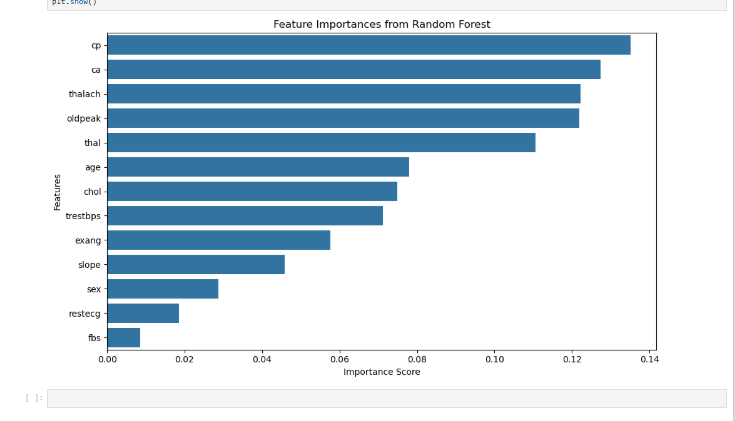 plt.show()
Feature Importances from Random Forest
cp
ca
thalach
oldpeak
thal
age
chol
trestbps
exang
slope
sex
restecg
fbs
Features
0.00 0.02 0.04 0.06 0.08 0.10 0.12 0.14
Importance Score
[ ]: